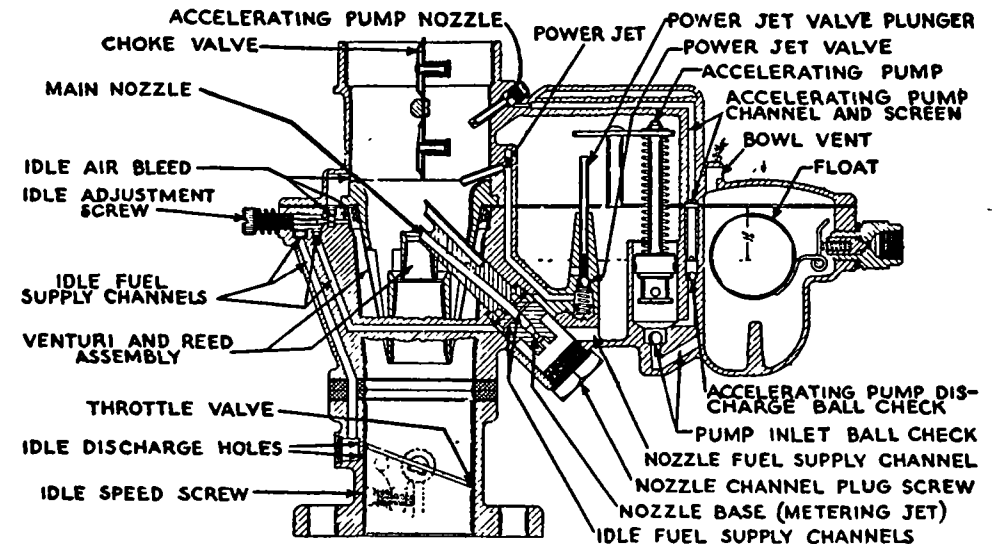 ACCELERATING PUMP NOZZLE
CHOKE VALVE
MAIN NOZZLE
IDLE AIR BLEED
IDLE ADJUSTMENT
SCREW
IDLE FUEL
SUPPLY CHANNELS
VENTURI AND REED
ASSEMBLY
THROTTLE VALVE
IDLE DISCHARGE HOLES
IDLE SPEED SCREW
POWER JET
POWER JET VALVE PLUNGER
POWER JET VALVE
ACCELERATING PUMP
ACCELERATING PUMP
CHANNEL AND SCREEN
BOWL VENT
FLOAT
ACCELERATING PUMP DIS-
CHARGE BALL CHECK
PUMP INLET BALL CHECK
NOZZLE FUEL SUPPLY CHANNEL
NOZZLE CHANNEL PLUG SCREW
NOZZLE BASE (METERING JET)
IDLE FUEL SUPPLY CHANNELS